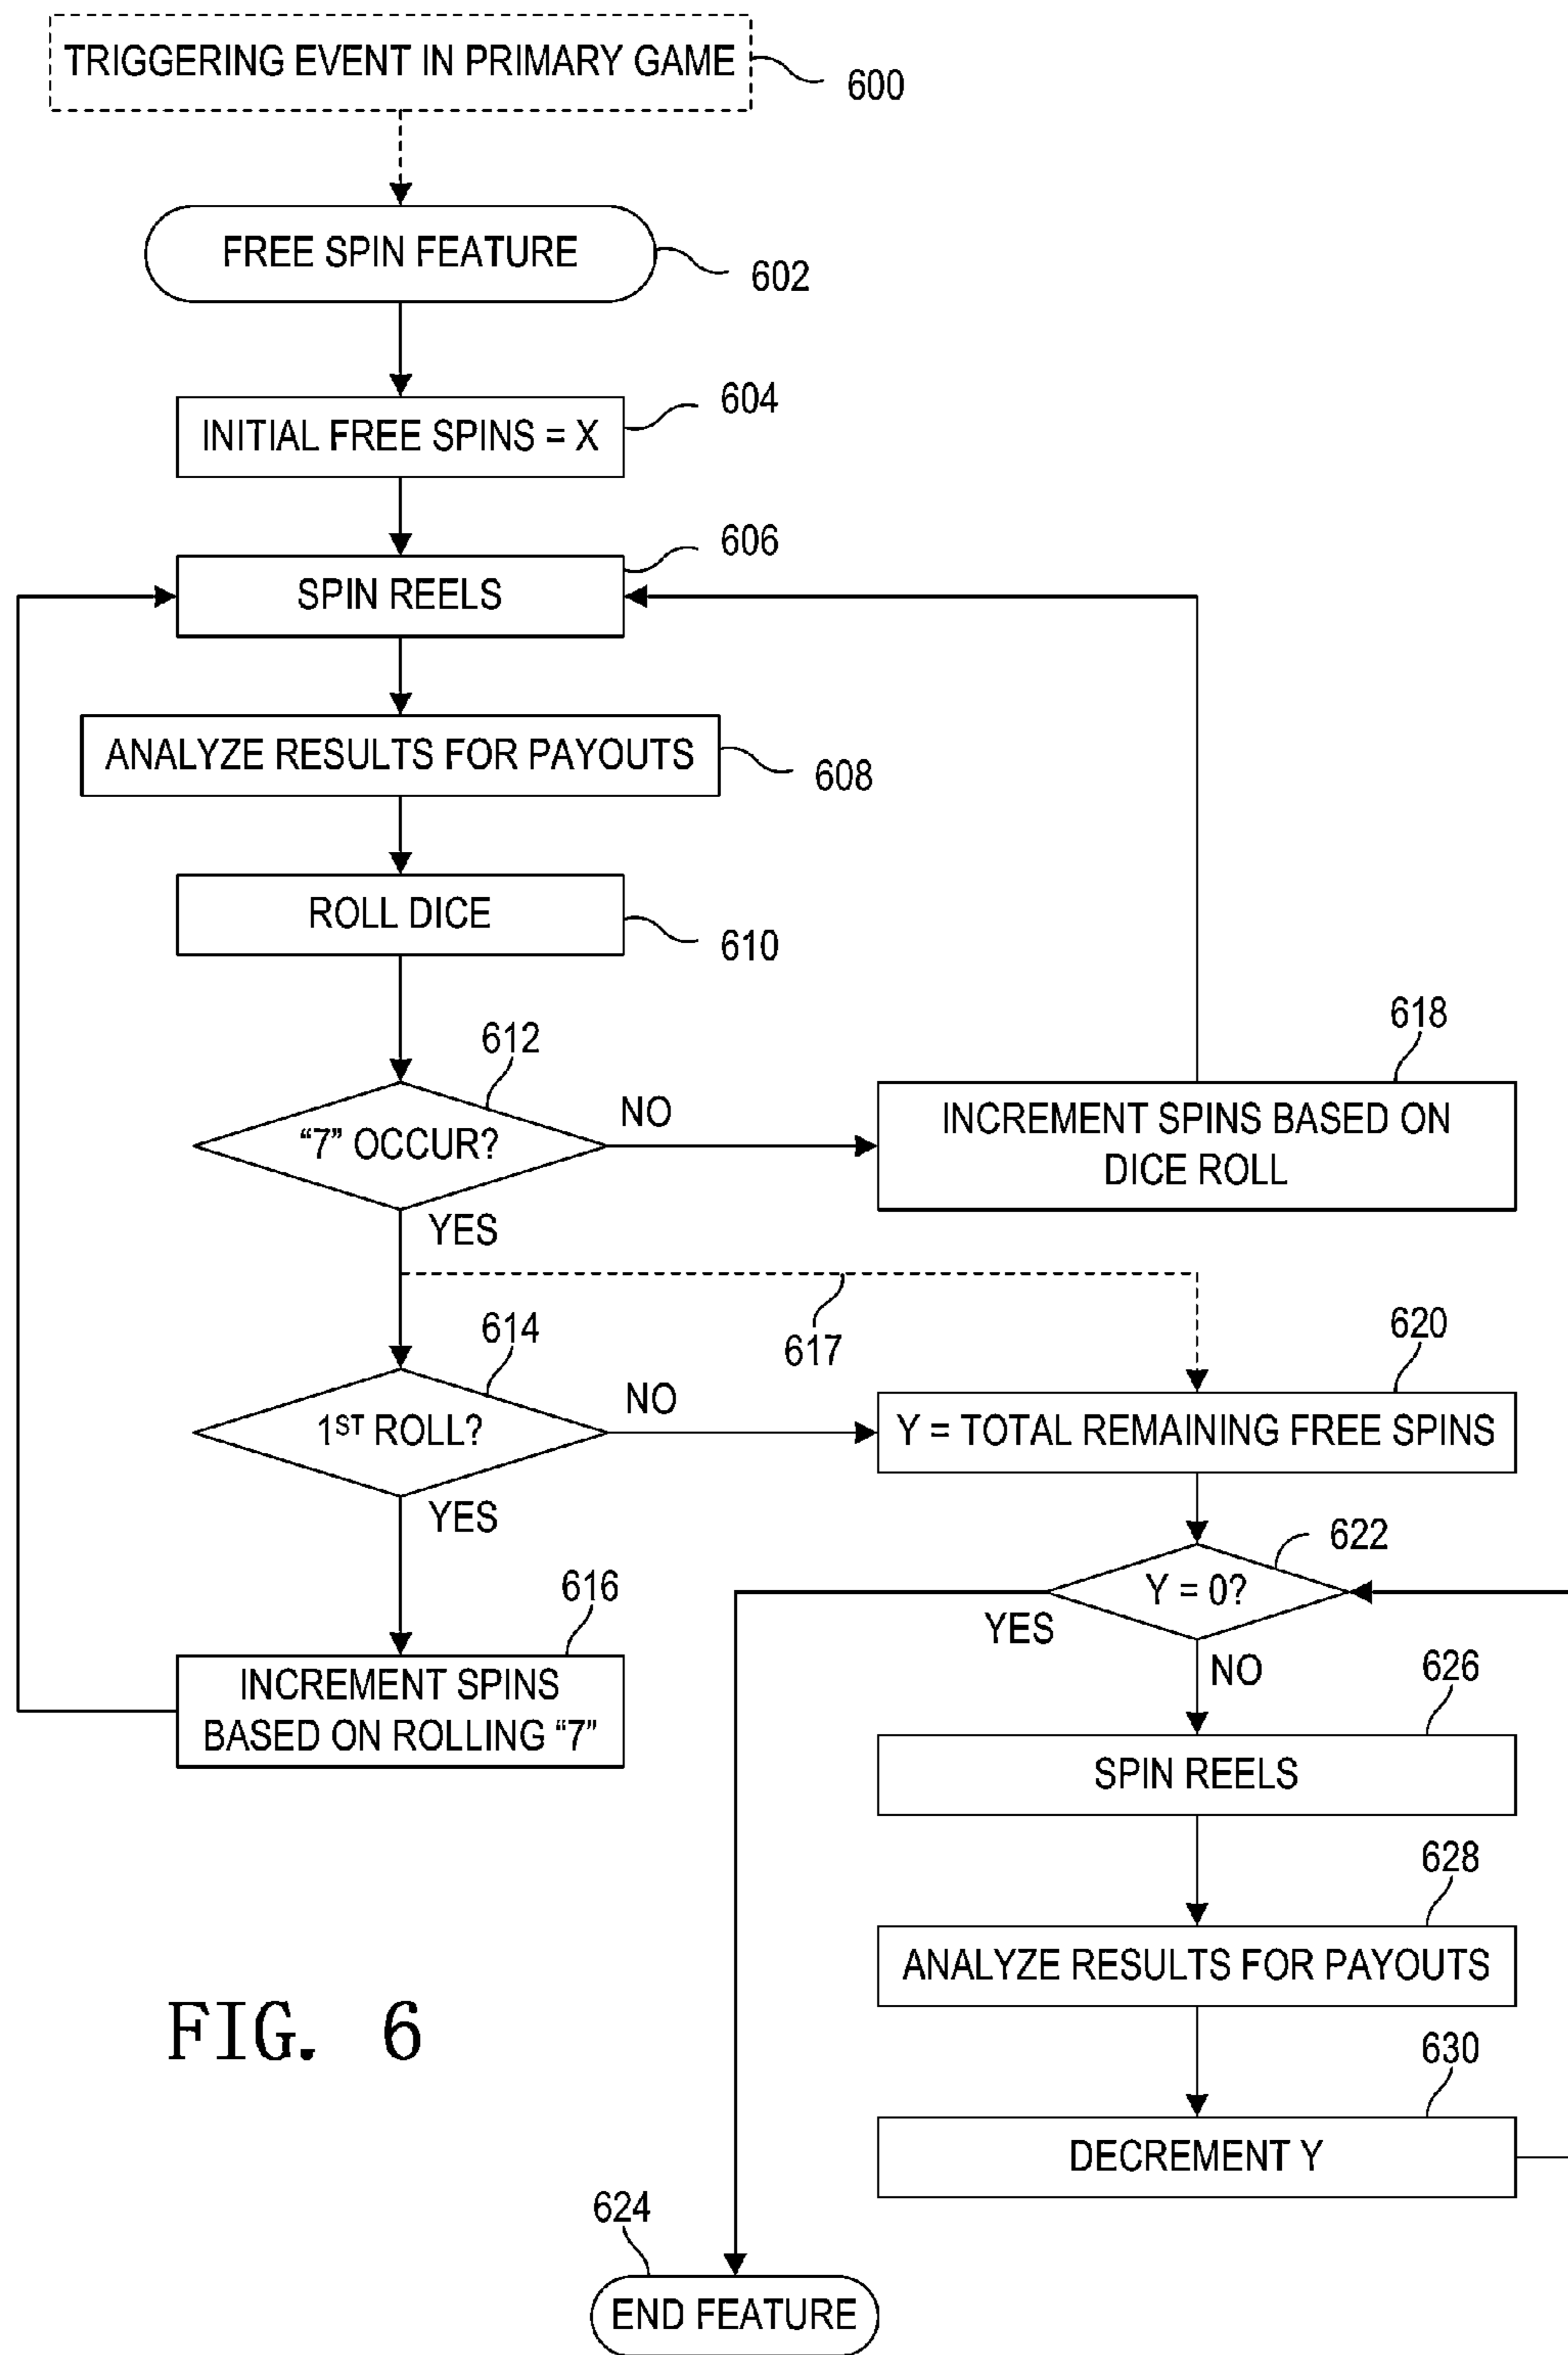 TRIGGERING EVENT IN PRIMARY GAME
600
FREE SPIN FEATURE
602
604
INITIAL FREE SPINS = X
606
SPIN REELS
ANALYZE RESULTS FOR PAYOUTS
608
ROLL DICE
610
612
“7” OCCUR?
NO
YES
618
INCREMENT SPINS BASED ON
DICE ROLL
617
614
1ST ROLL?
NO
YES
620
Y = TOTAL REMAINING FREE SPINS
622
Y = 0?
YES
NO
616
INCREMENT SPINS
BASED ON ROLLING “7”
626
SPIN REELS
628
ANALYZE RESULTS FOR PAYOUTS
630
DECREMENT Y
624
END FEATURE
FIG. 6